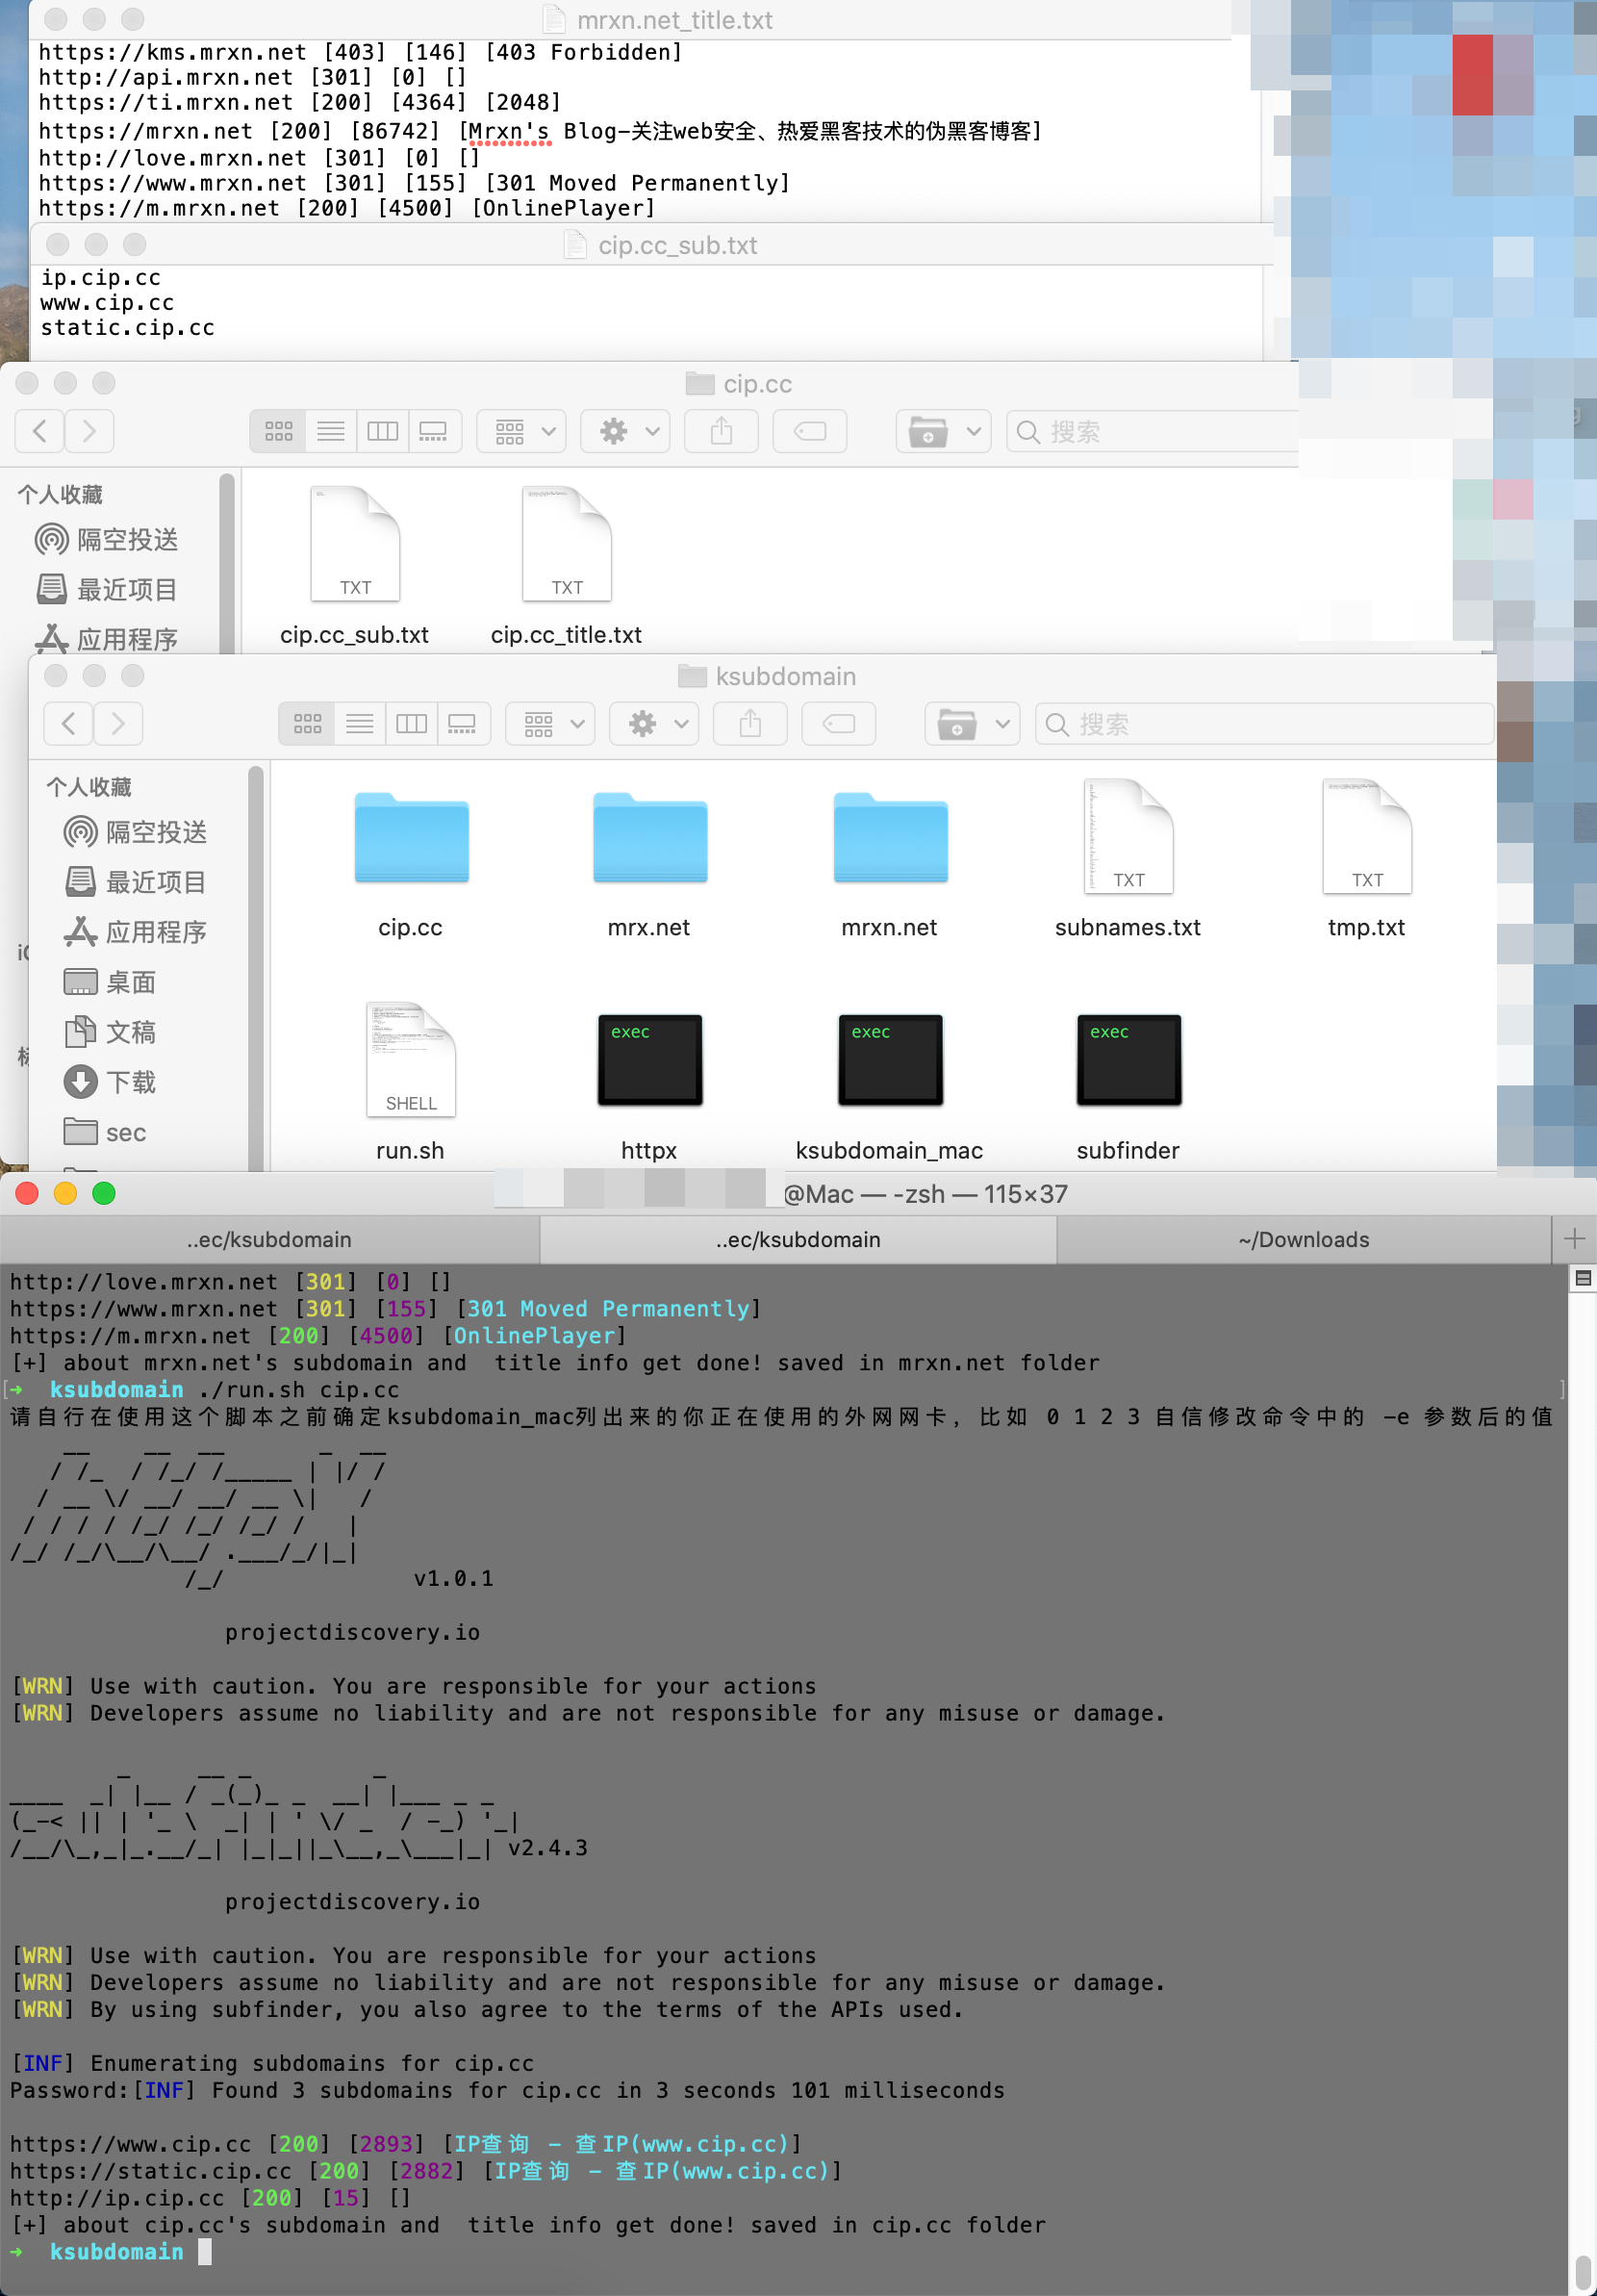 mrxn.net_title.txt
https://kms.mrxn.net [403] [146] [403 Forbidden]
http://api.mrxn.net [301] [0] []
https://ti.mrxn.net [200] [4364] [2048]
https://mrxn.net [200] [86742] [Mrxn's Blog-关注web安全、热爱黑客技术的伪黑客博客]
http://love.mrxn.net [301] [0] []
https://www.mrxn.net [301] [155] [301 Moved Permanently]
https://m.mrxn.net [200] [4500] [OnlinePlayer]
cip.cc_sub.txt
ip.cip.cc
www.cip.cc
static.cip.cc
cip.cc
搜索
个人收藏
隔空投送
最近项目
应用程序
TXT
TXT
cip.cc_sub.txt
cip.cc_title.txt
ksubdomain
搜索
个人收藏
隔空投送
最近项目
应用程序
桌面
文稿
下载
sec
TXT
TXT
cip.cc
mrx.net
mrxn.net
subnames.txt
tmp.txt
SHELL
exec
exec
exec
run.sh
httpx
ksubdomain_mac
subfinder
@Mac — -zsh — 115×37
..ec/ksubdomain
..ec/ksubdomain
~/Downloads
http://love.mrxn.net [301] [0] []
https://www.mrxn.net [301] [155] [301 Moved Permanently]
https://m.mrxn.net [200] [4500] [OnlinePlayer]
[+] about mrxn.net's subdomain and  title info get done! saved in mrxn.net folder
[➜  ksubdomain ./run.sh cip.cc ]
请自行在使用这个脚本之前确定ksubdomain_mac列出来的你正在使用的外网网卡, 比如 0 1 2 3 自信修改命令中的 -e 参数后的值
    __    __  __       _  __
   / /_  / /_/ /_____ | |/ /
  / __ \/ __/ __/ __ \|   /
 / / / / /_/ /_/ /_/ /   |
/_/ /_/\__/\__/ .___/_/|_|
             /_/              v1.0.1
projectdiscovery.io
[WRN] Use with caution. You are responsible for your actions
[WRN] Developers assume no liability and are not responsible for any misuse or damage.
        _     __ _         _
____  _| |__ / _(_)_ _  __| |___ _ _
(_-< || | '_ \  _| | ' \/ _  / -_) '_|
/__/\_,_|_.__/_| |_|_||_\__,_\___|_| v2.4.3
projectdiscovery.io
[WRN] Use with caution. You are responsible for your actions
[WRN] Developers assume no liability and are not responsible for any misuse or damage.
[WRN] By using subfinder, you also agree to the terms of the APIs used.
[INF] Enumerating subdomains for cip.cc
Password:[INF] Found 3 subdomains for cip.cc in 3 seconds 101 milliseconds
https://www.cip.cc [200] [2893] [IP查询 - 查IP(www.cip.cc)]
https://static.cip.cc [200] [2882] [IP查询 - 查IP(www.cip.cc)]
http://ip.cip.cc [200] [15] []
[+] about cip.cc's subdomain and  title info get done! saved in cip.cc folder
➜  ksubdomain